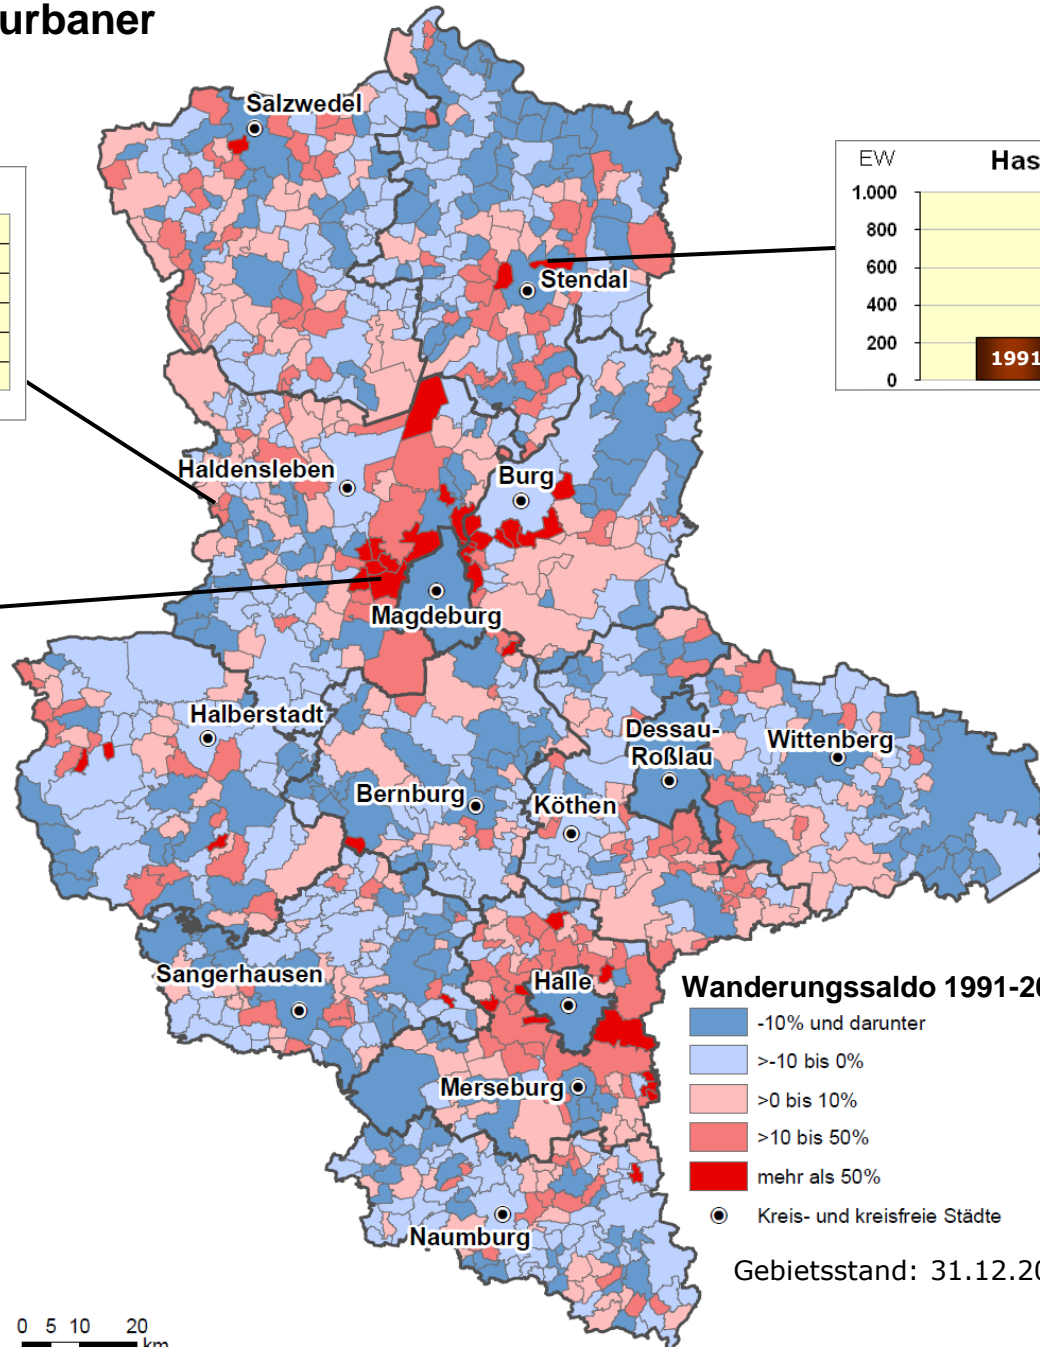 urbaner
Salzwedel
EW
Has
1.000
800
600
400
200
0
1991
Stendal
Haldensleben
Burg
Magdeburg
Halberstadt
Dessau-
Roßlau
Wittenberg
Bernburg
Köthen
Sangerhausen
Halle
Merseburg
Naumburg
Wanderungssaldo 1991-20
-10% und darunter
>-10 bis 0%
>0 bis 10%
>10 bis 50%
mehr als 50%
Kreis- und kreisfreie Städte
Gebietsstand: 31.12.20
0 5 10 20
km